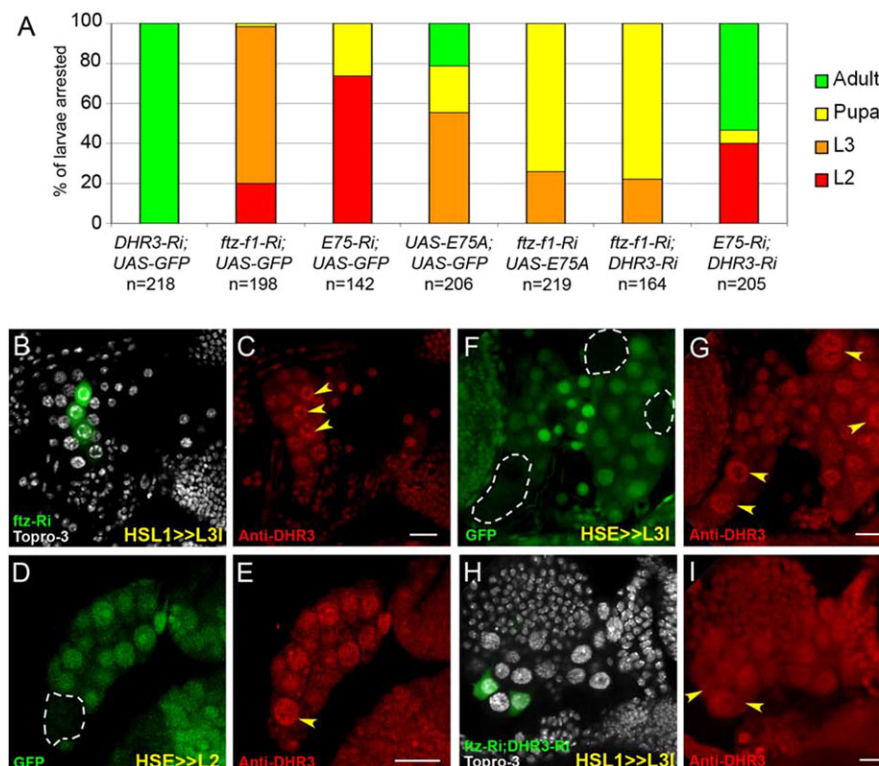 A
% of larvae arrested
100
80
60
40
20
0
DHR3-Ri; UAS-GFP n=218
ftz-f1-Ri; UAS-GFP n=198
E75-Ri; UAS-GFP n=142
UAS-E75A; UAS-GFP n=206
ftz-f1-Ri UAS-E75A n=219
ftz-f1-Ri; DHR3-Ri n=164
E75-Ri; DHR3-Ri n=205
Adult
Pupa
L3
L2
B
ftz-Ri
Topro-3
HSL1>>L3I
C
Anti-DHR3
F
GFP
HSE>>L3I
G
Anti-DHR3
D
GFP
HSE>>L2
E
Anti-DHR3
H
ftz-Ri;DHR3-Ri
Topro-3
HSL1>>L3I
I
Anti-DHR3